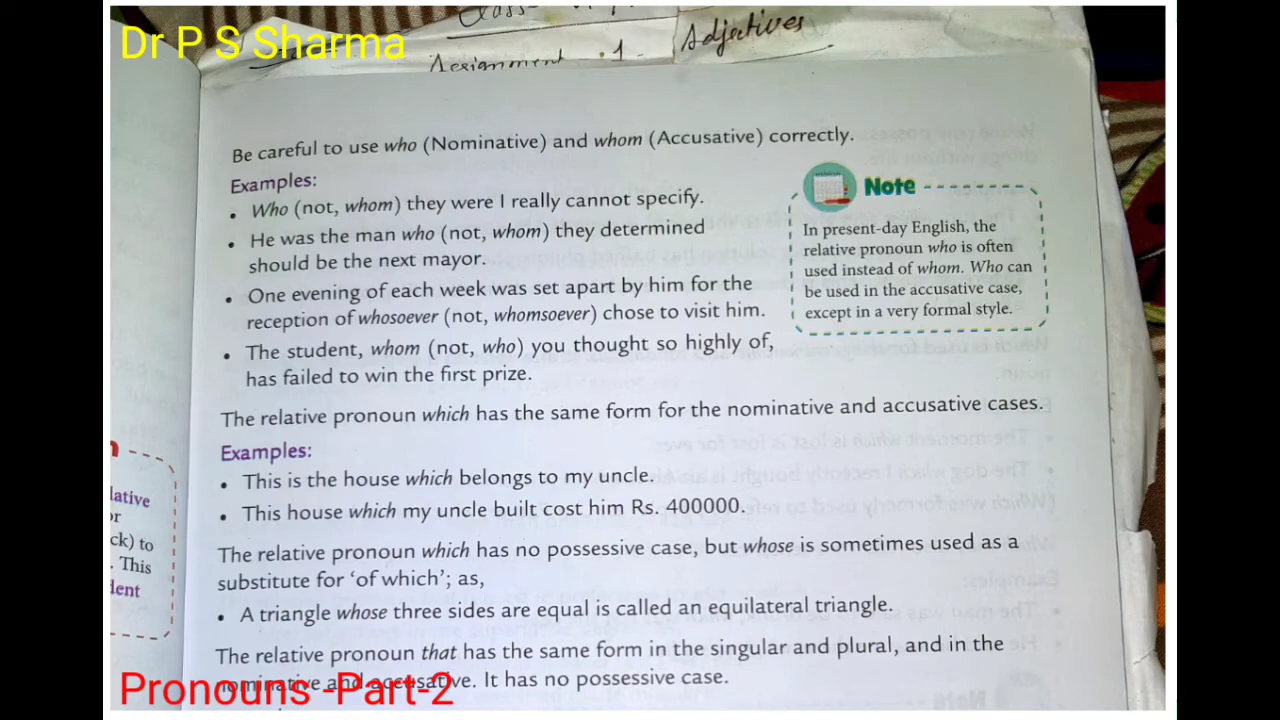 Dr P S Sharma
Assignment . 1
Adjectives
Be careful to use who (Nominative) and whom (Accusative) correctly.
Examples:
• Who (not, whom) they were I really cannot specify.
• He was the man who (not, whom) they determined
should be the next mayor.
• One evening of each week was set apart by him for the
reception of whosoever (not, whomsoever) chose to visit him.
• The student, whom (not, who) you thought so highly of,
has failed to win the first prize.
Note
In present-day English, the
relative pronoun who is often
used instead of whom. Who can
be used in the accusative case,
except in a very formal style.
The relative pronoun which has the same form for the nominative and accusative cases.
Examples:
• This is the house which belongs to my uncle.
• This house which my uncle built cost him Rs. 400000.
The relative pronoun which has no possessive case, but whose is sometimes used as a
substitute for ‘of which’; as,
• A triangle whose three sides are equal is called an equilateral triangle.
The relative pronoun that has the same form in the singular and plural, and in the
nominative and accusative. It has no possessive case.
lative
or
ck) to
. This
dent
Pronouns -Part-2